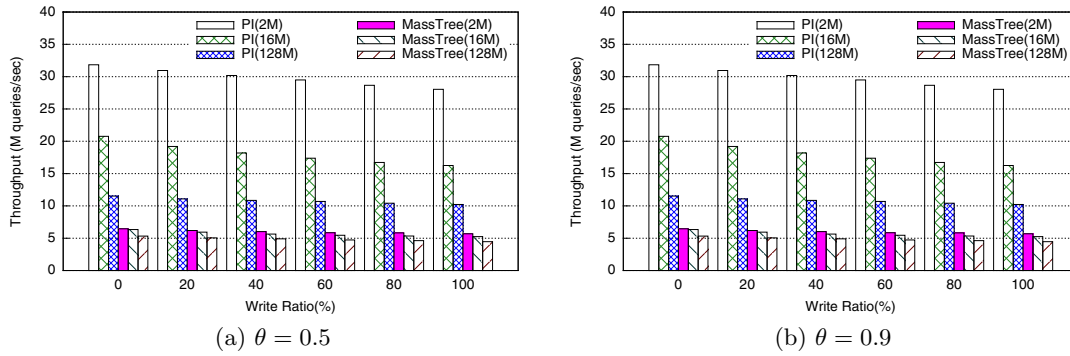 40
35
30
25
20
15
10
5
0
Throughput (M queries/sec)
PI(2M)
PI(16M)
PI(128M)
MassTree(2M)
MassTree(16M)
MassTree(128M)
0 20 40 60 80 100
Write Ratio(%)
(a) θ = 0.5
40
35
30
25
20
15
10
5
0
Throughput (M queries/sec)
PI(2M)
PI(16M)
PI(128M)
MassTree(2M)
MassTree(16M)
MassTree(128M)
0 20 40 60 80 100
Write Ratio(%)
(b) θ = 0.9